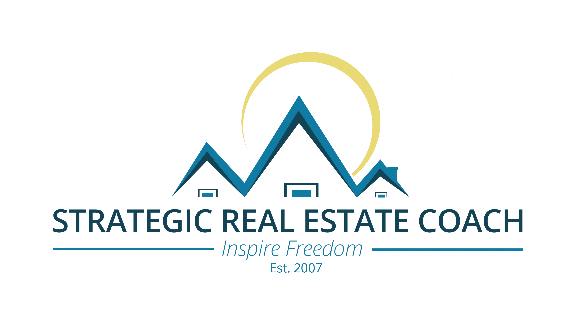 STRATEGIC REAL ESTATE COACH
Inspire Freedom
Est. 2007